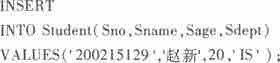 INSERT
INTO Student(Sno,Sname,Sage,Sdept)
VALUES('200215129','赵新',20,'IS');